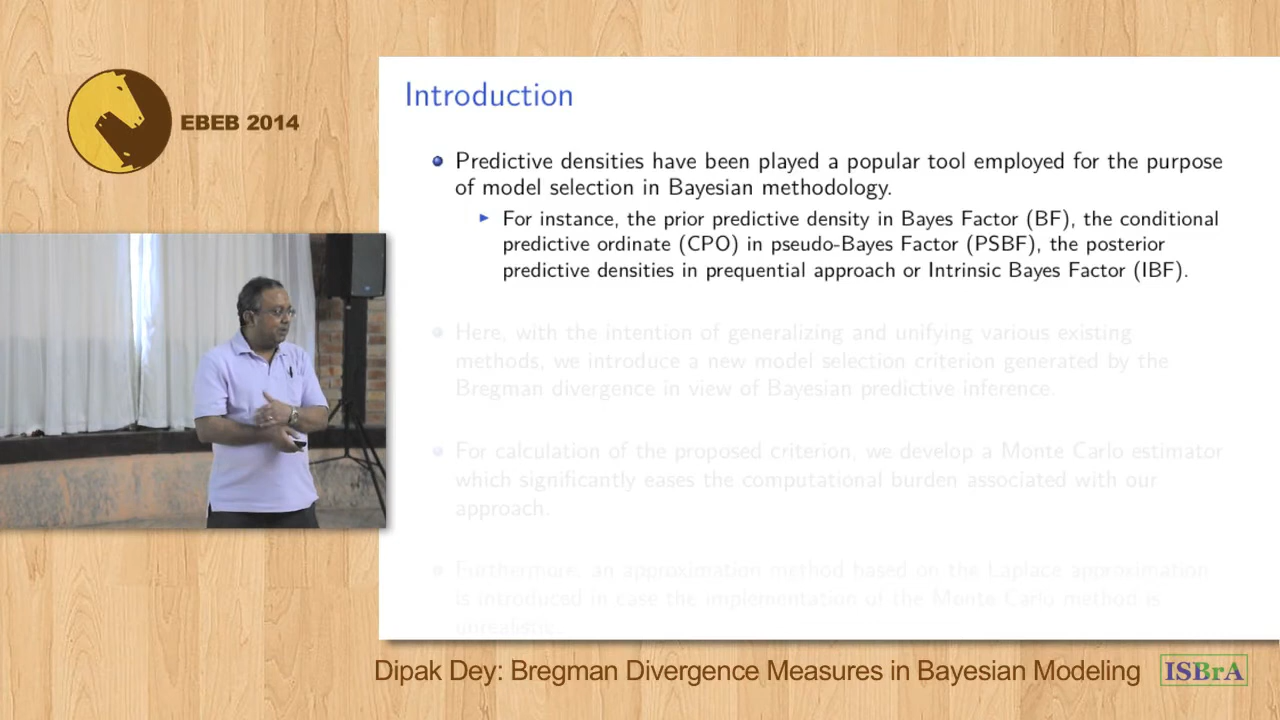 EBEB 2014
Introduction
Predictive densities have been played a popular tool employed for the purpose
of model selection in Bayesian methodology.
For instance, the prior predictive density in Bayes Factor (BF), the conditional
predictive ordinate (CPO) in pseudo-Bayes Factor (PSBF), the posterior
predictive densities in prequential approach or Intrinsic Bayes Factor (IBF).
Here, with the intention of generalizing and unifying various existing
methods, we introduce a new model selection criterion generated by the
Bregman divergence in view of Bayesian predictive inference.
For calculation of the proposed criterion, we develop a Monte Carlo estimator
which significantly eases the computational burden associated with our
approach.
Furthermore, an approximation method based on the Laplace approximation
is introduced in case the implementation of the Monte Carlo method is
unrealistic.
Dipak Dey: Bregman Divergence Measures in Bayesian Modeling
ISBrA